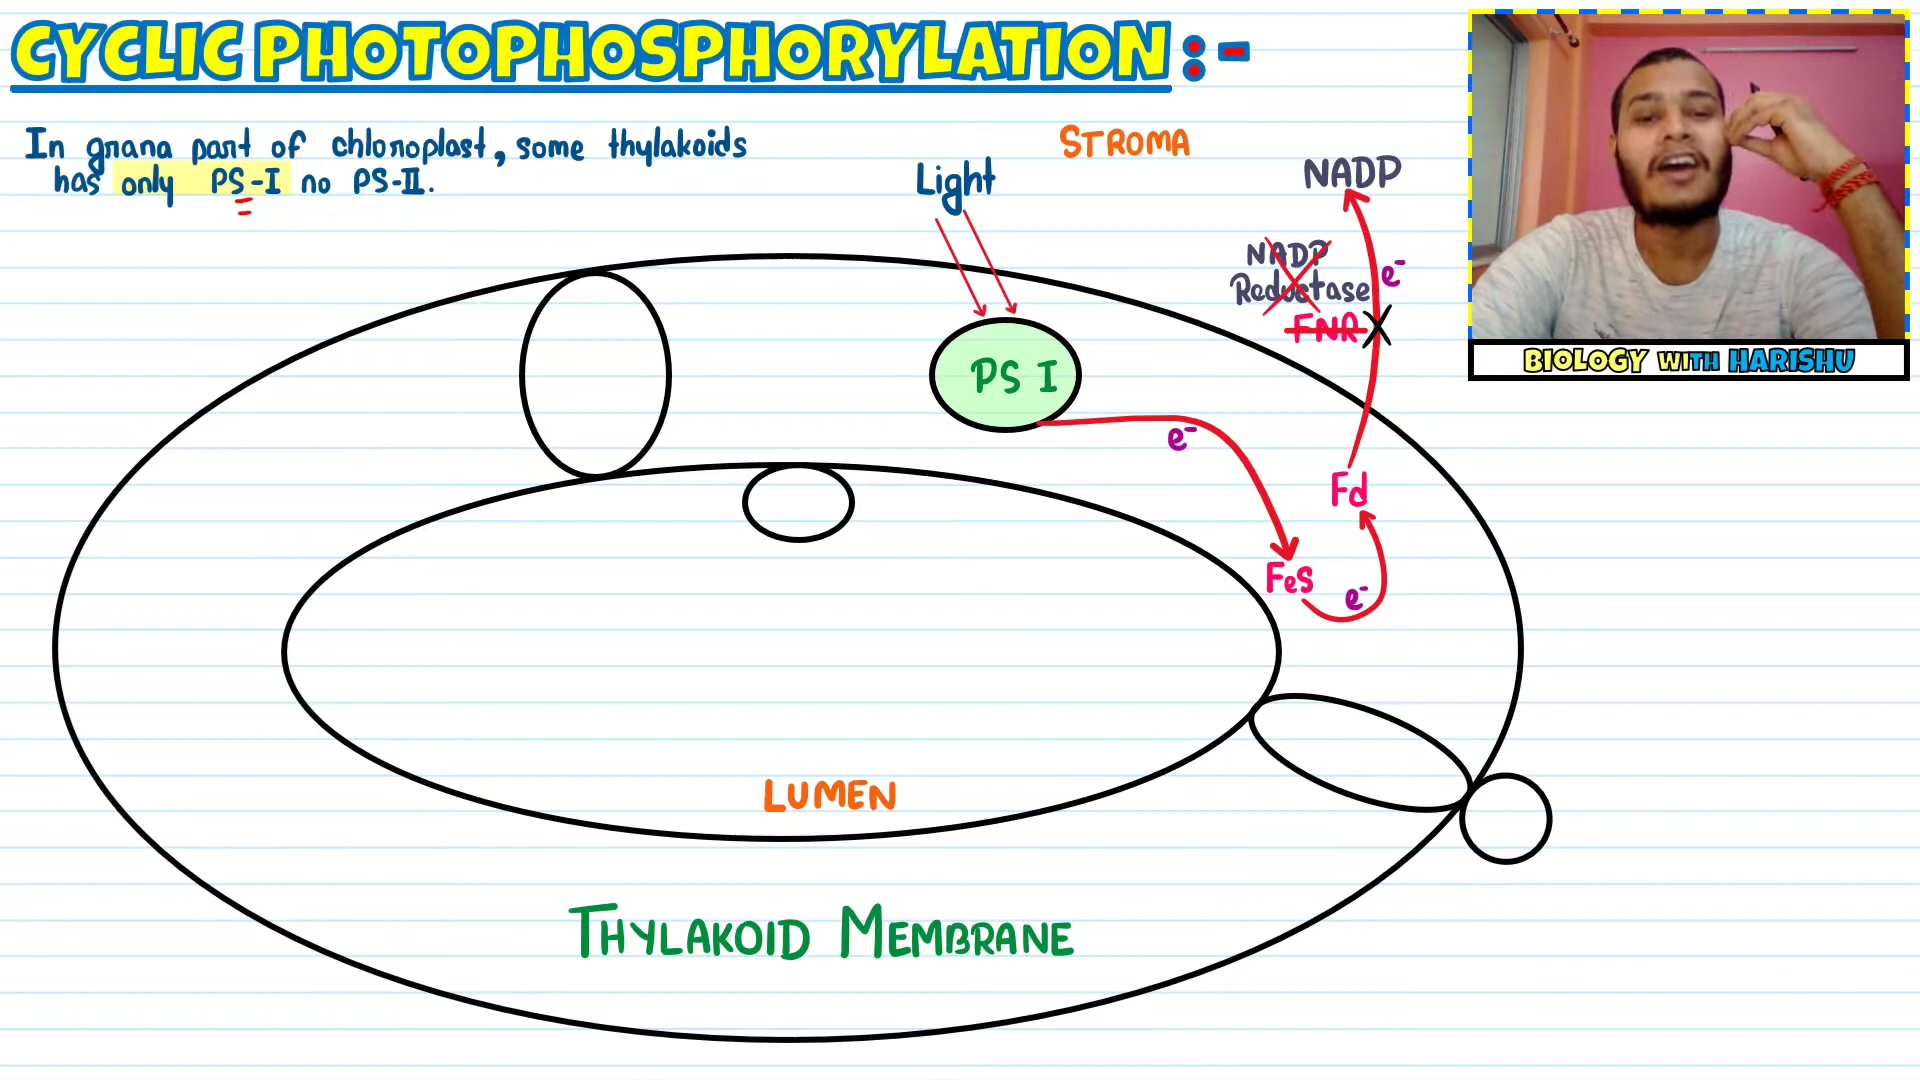 CYCLIC PHOTOPHOSPHORYLATION :-
In grana part of chloroplast, some thylakoids
has only PS-I no PS-II.
STROMA
Light
NADP
NADP
Reductase
FNR
e⁻
PS I
e⁻
Fd
FeS
e⁻
LUMEN
THYLAKOID MEMBRANE
BIOLOGY WITH HARISHU